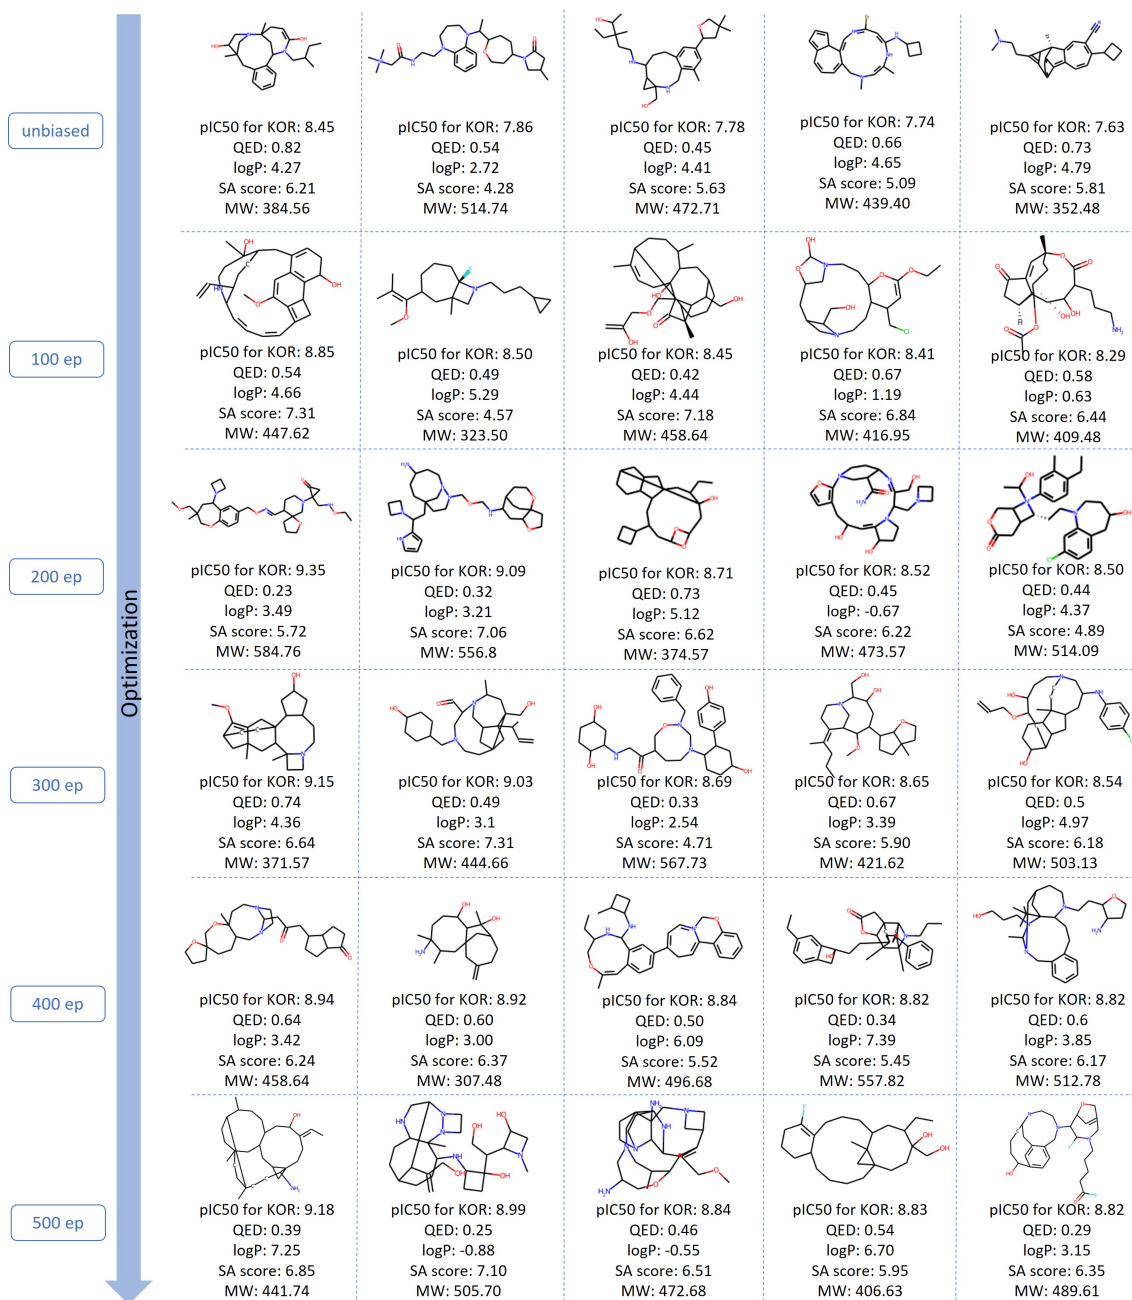 unbiased
pIC50 for KOR: 8.45
QED: 0.82
logP: 4.27
SA score: 6.21
MW: 384.56
pIC50 for KOR: 7.86
QED: 0.54
logP: 2.72
SA score: 4.28
MW: 514.74
pIC50 for KOR: 7.78
QED: 0.45
logP: 4.41
SA score: 5.63
MW: 472.71
pIC50 for KOR: 7.74
QED: 0.66
logP: 4.65
SA score: 5.09
MW: 439.40
pIC50 for KOR: 7.63
QED: 0.73
logP: 4.79
SA score: 5.81
MW: 352.48
100 ep
pIC50 for KOR: 8.85
QED: 0.54
logP: 4.66
SA score: 7.31
MW: 447.62
pIC50 for KOR: 8.50
QED: 0.49
logP: 5.29
SA score: 4.57
MW: 323.50
pIC50 for KOR: 8.45
QED: 0.42
logP: 4.44
SA score: 7.18
MW: 458.64
pIC50 for KOR: 8.41
QED: 0.67
logP: 1.19
SA score: 6.84
MW: 416.95
pIC50 for KOR: 8.29
QED: 0.58
logP: 0.63
SA score: 6.44
MW: 409.48
Optimization
200 ep
pIC50 for KOR: 9.35
QED: 0.23
logP: 3.49
SA score: 5.72
MW: 584.76
pIC50 for KOR: 9.09
QED: 0.32
logP: 3.21
SA score: 7.06
MW: 556.8
pIC50 for KOR: 8.71
QED: 0.73
logP: 5.12
SA score: 6.62
MW: 374.57
pIC50 for KOR: 8.52
QED: 0.45
logP: -0.67
SA score: 6.22
MW: 473.57
pIC50 for KOR: 8.50
QED: 0.44
logP: 4.37
SA score: 4.89
MW: 514.09
300 ep
pIC50 for KOR: 9.15
QED: 0.74
logP: 4.36
SA score: 6.64
MW: 371.57
pIC50 for KOR: 9.03
QED: 0.49
logP: 3.1
SA score: 7.31
MW: 444.66
pIC50 for KOR: 8.69
QED: 0.33
logP: 2.54
SA score: 4.71
MW: 567.73
pIC50 for KOR: 8.65
QED: 0.67
logP: 3.39
SA score: 5.90
MW: 421.62
pIC50 for KOR: 8.54
QED: 0.5
logP: 4.97
SA score: 6.18
MW: 503.13
400 ep
pIC50 for KOR: 8.94
QED: 0.64
logP: 3.42
SA score: 6.24
MW: 458.64
pIC50 for KOR: 8.92
QED: 0.60
logP: 3.00
SA score: 6.37
MW: 307.48
pIC50 for KOR: 8.84
QED: 0.50
logP: 6.09
SA score: 5.52
MW: 496.68
pIC50 for KOR: 8.82
QED: 0.34
logP: 7.39
SA score: 5.45
MW: 557.82
pIC50 for KOR: 8.82
QED: 0.6
logP: 3.85
SA score: 6.17
MW: 512.78
500 ep
pIC50 for KOR: 9.18
QED: 0.39
logP: 7.25
SA score: 6.85
MW: 441.74
pIC50 for KOR: 8.99
QED: 0.25
logP: -0.88
SA score: 7.10
MW: 505.70
pIC50 for KOR: 8.84
QED: 0.46
logP: -0.55
SA score: 6.51
MW: 472.68
pIC50 for KOR: 8.83
QED: 0.54
logP: 6.70
SA score: 5.95
MW: 406.63
pIC50 for KOR: 8.82
QED: 0.29
logP: 3.15
SA score: 6.35
MW: 489.61